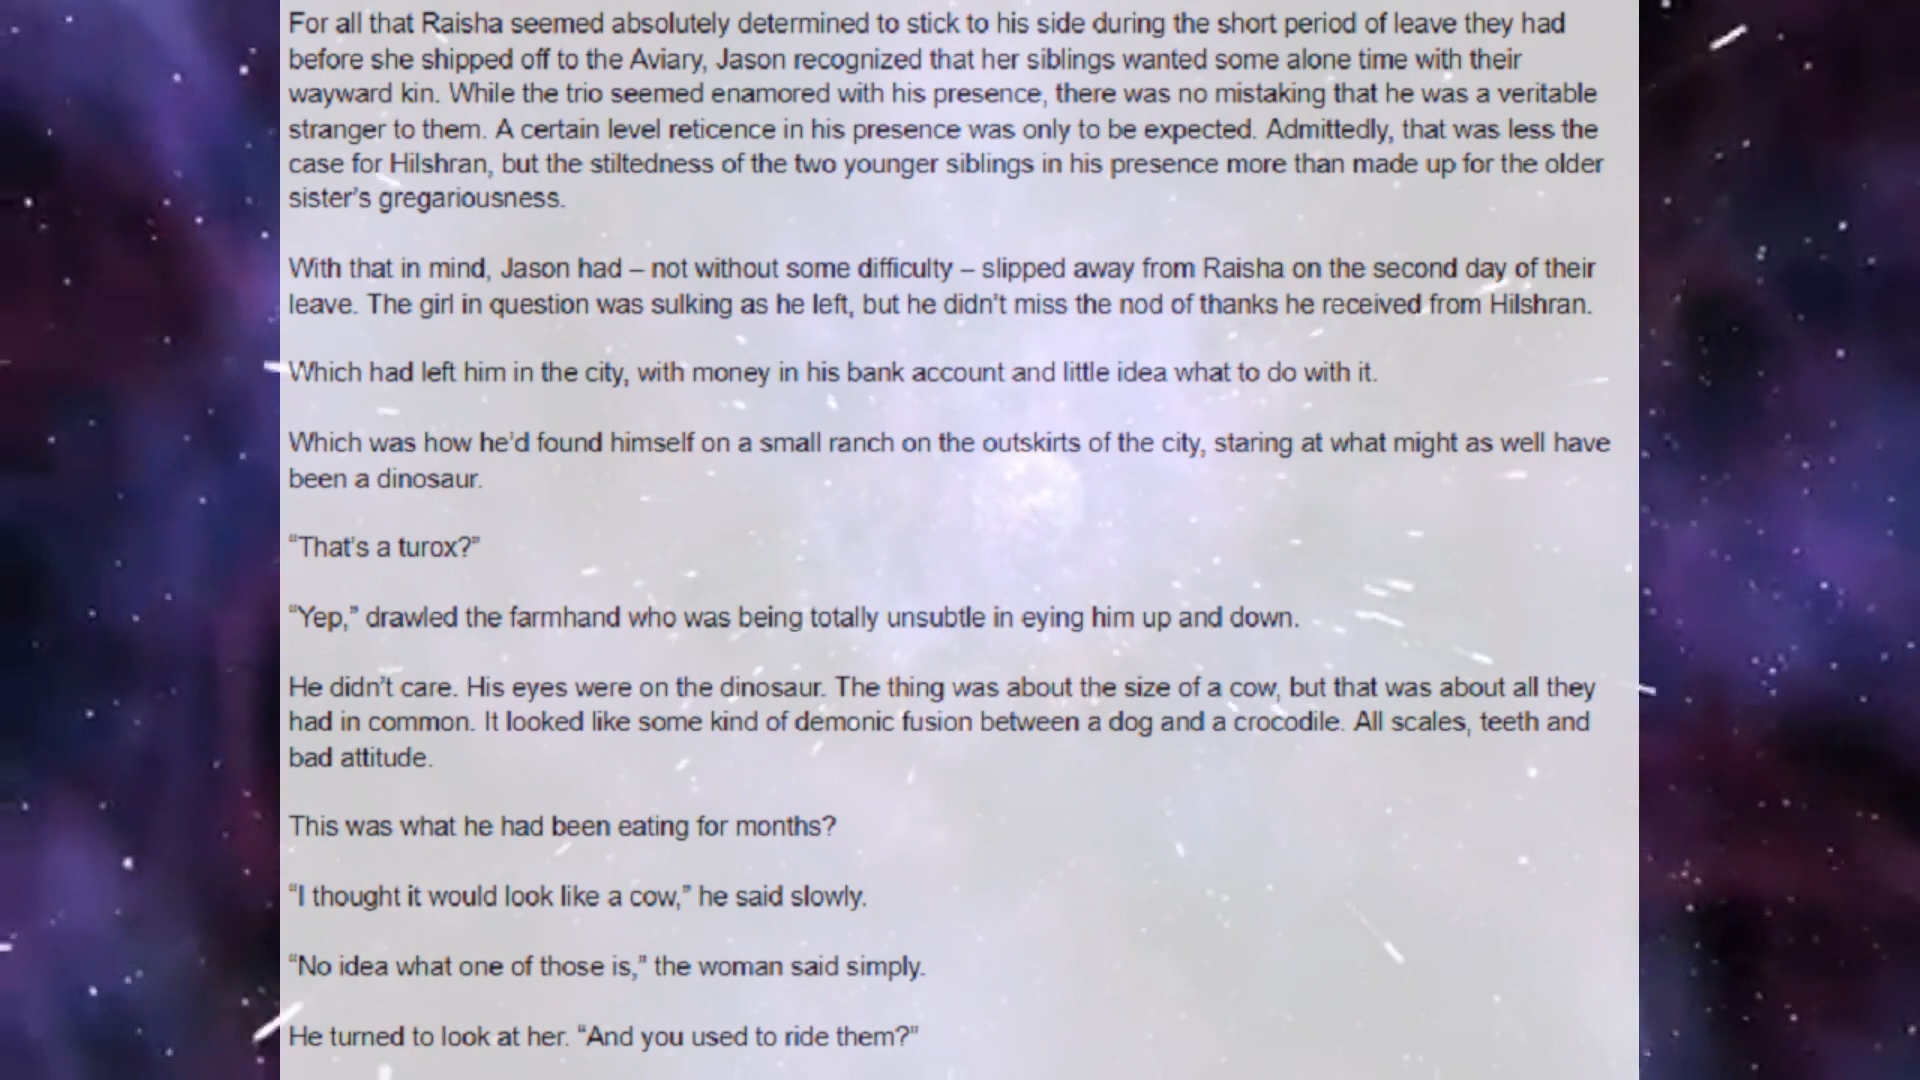 For all that Raisha seemed absolutely determined to stick to his side during the short period of leave they had
before she shipped off to the Aviary, Jason recognized that her siblings wanted some alone time with their
wayward kin. While the trio seemed enamored with his presence, there was no mistaking that he was a veritable
stranger to them. A certain level reticence in his presence was only to be expected. Admittedly, that was less the
case for Hilshran, but the stiltedness of the two younger siblings in his presence more than made up for the older
sister’s gregariousness.
With that in mind, Jason had – not without some difficulty – slipped away from Raisha on the second day of their
leave. The girl in question was sulking as he left, but he didn’t miss the nod of thanks he received from Hilshran.
Which had left him in the city, with money in his bank account and little idea what to do with it.
Which was how he’d found himself on a small ranch on the outskirts of the city, staring at what might as well have
been a dinosaur.
“That’s a turox?”
“Yep,” drawled the farmhand who was being totally unsubtle in eying him up and down.
He didn’t care. His eyes were on the dinosaur. The thing was about the size of a cow, but that was about all they
had in common. It looked like some kind of demonic fusion between a dog and a crocodile. All scales, teeth and
bad attitude.
This was what he had been eating for months?
“I thought it would look like a cow,” he said slowly.
“No idea what one of those is,” the woman said simply.
He turned to look at her. “And you used to ride them?”